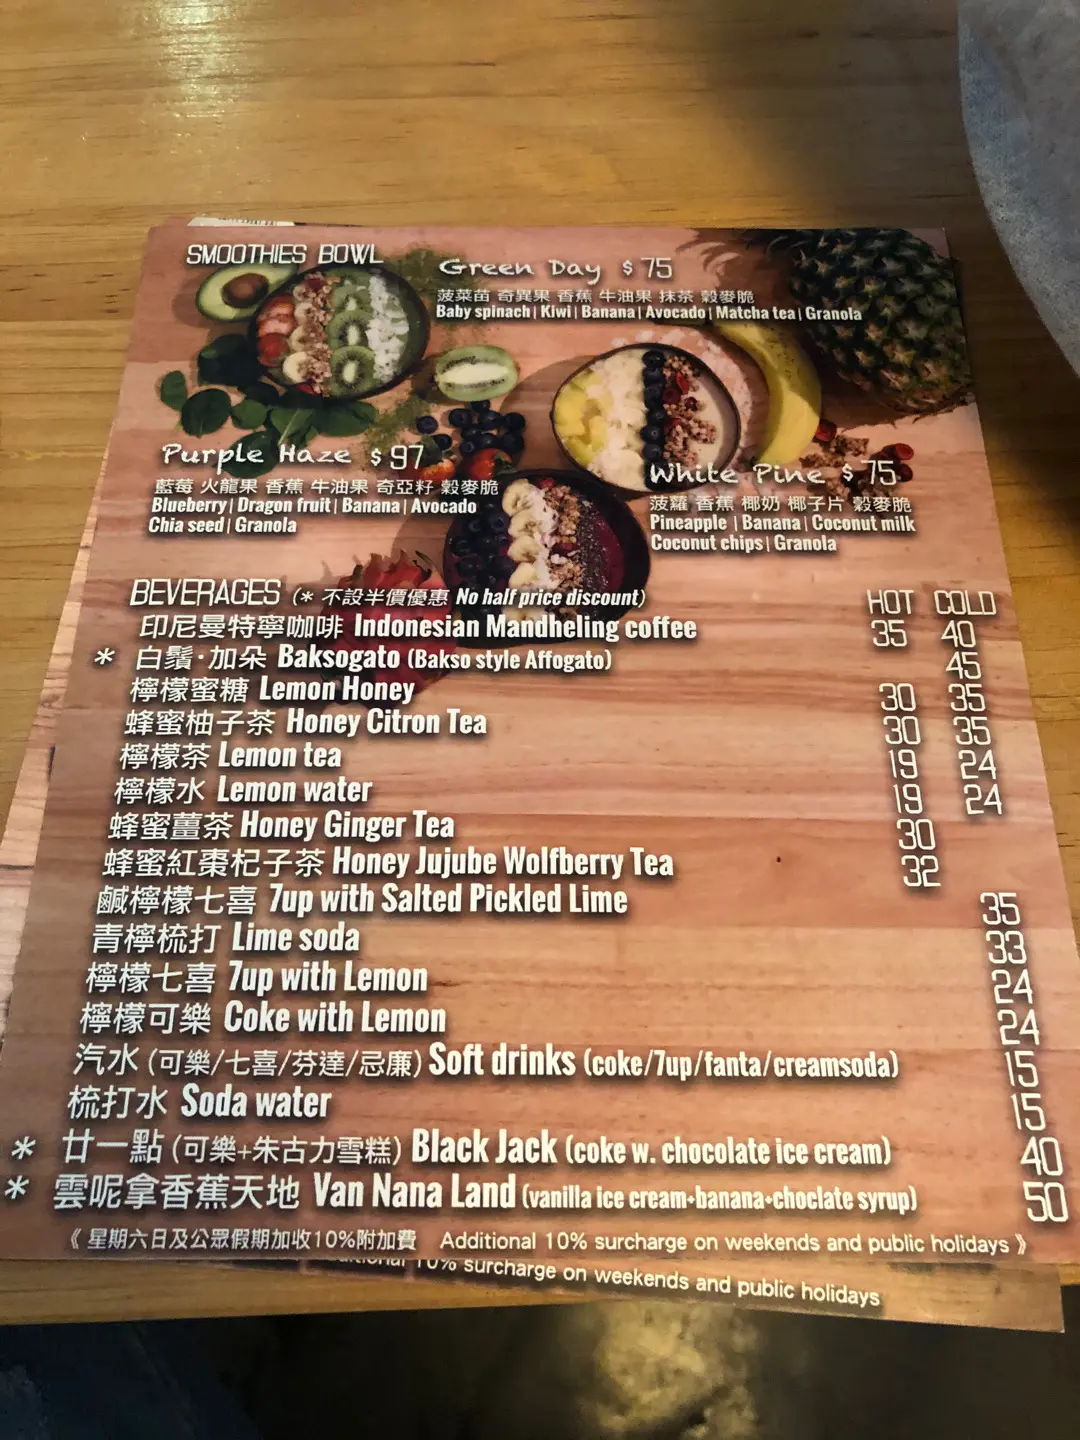 SMOOTHIES BOWL
Green Day $ 75
菠菜苗 奇異果 香蕉 牛油果 抹茶 穀麥脆
Baby spinach | Kiwi | Banana | Avocado | Matcha tea | Granola
Purple Haze $ 97
藍莓 火龍果 香蕉 牛油果 奇亞籽 穀麥脆
Blueberry | Dragon fruit | Banana | Avocado
Chia seed | Granola
White Pine $ 75
菠蘿 香蕉 椰奶 椰子片 穀麥脆
Pineapple | Banana | Coconut milk
Coconut chips | Granola
BEVERAGES (* 不設半價優惠 No half price discount) HOT COLD
印尼曼特寧咖啡 Indonesian Mandheling coffee 35 40
* 白鬚·加朵 Baksogato (Bakso style Affogato) 45
檸檬蜜糖 Lemon Honey 30 35
蜂蜜柚子茶 Honey Citron Tea 30 35
檸檬茶 Lemon tea 19 24
檸檬水 Lemon water 19 24
蜂蜜薑茶 Honey Ginger Tea 30
蜂蜜紅棗杞子茶 Honey Jujube Wolfberry Tea 32
鹹檸檬七喜 7up with Salted Pickled Lime 35
青檸梳打 Lime soda 33
檸檬七喜 7up with Lemon 24
檸檬可樂 Coke with Lemon 24
汽水 (可樂/七喜/芬達/忌廉) Soft drinks (coke/7up/fanta/creamsoda) 15
梳打水 Soda water 15
* 廿一點 (可樂+朱古力雪糕) Black Jack (coke w. chocolate ice cream) 40
* 雲呢拿香蕉天地 Van Nana Land (vanilla ice cream+banana+choclate syrup) 50
《 星期六日及公眾假期加收10%附加費 Additional 10% surcharge on weekends and public holidays 》
10% surcharge on weekends and public holidays